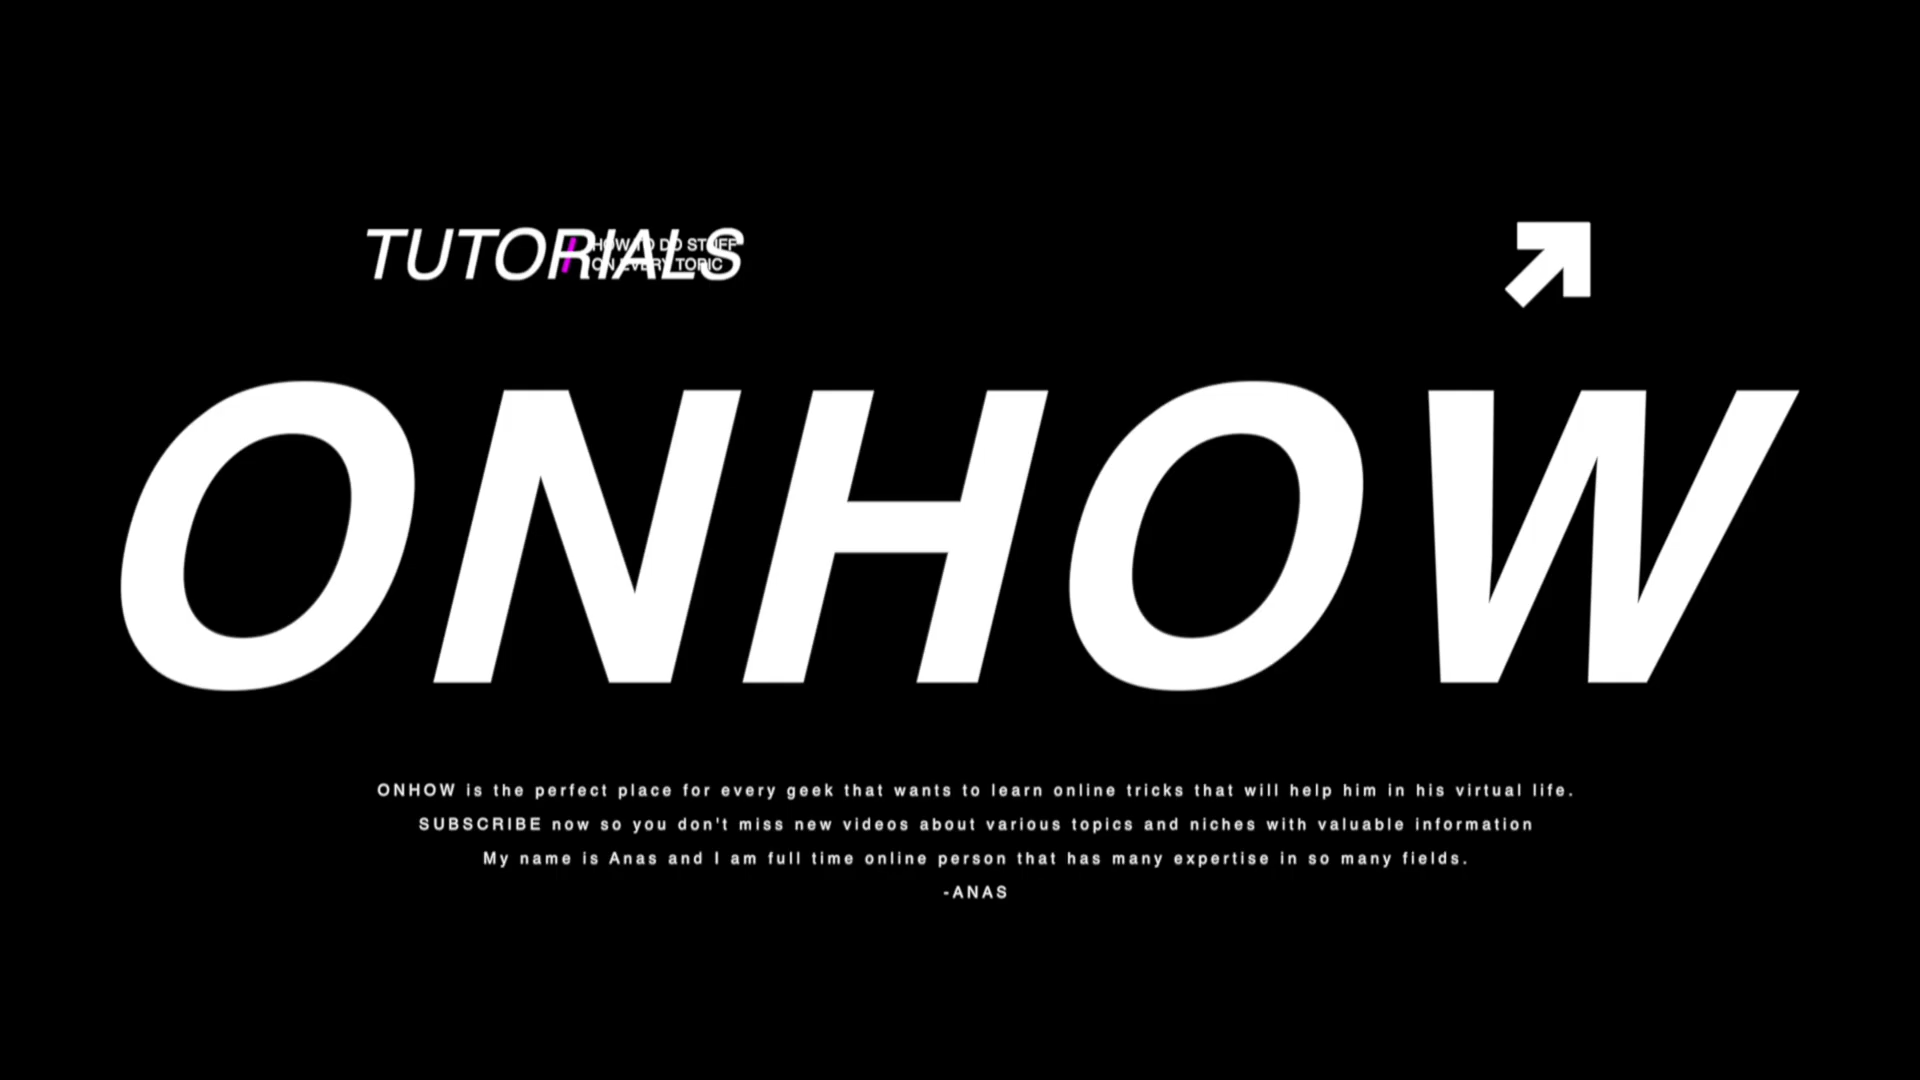 TUTORIALS
HOW TO DO STUFF
ON EVERY TOPIC
ONHOW
ONHOW is the perfect place for every geek that wants to learn online tricks that will help him in his virtual life.
SUBSCRIBE now so you don't miss new videos about various topics and niches with valuable information
My name is Anas and I am full time online person that has many expertise in so many fields.
-ANAS